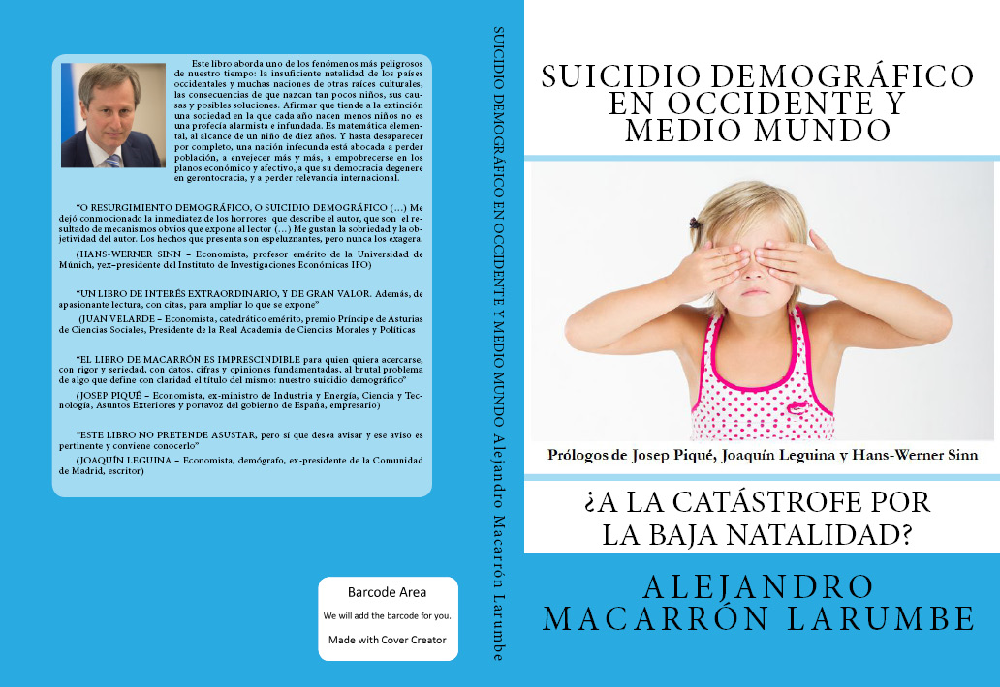 Este libro aborda uno de los fenómenos más peligrosos
de nuestro tiempo: la insuficiente natalidad de los países
occidentales y muchas naciones de otras raíces culturales,
las consecuencias de que nazcan tan pocos niños, sus cau-
sas y posibles soluciones. Afirmar que tiende a la extinción
una sociedad en la que cada año nacen menos niños no es
una profecía alarmista e infundada. Es matemática elemen-
tal, al alcance de un niño de diez años. Y hasta desaparecer
por completo, una nación infecunda está abocada a perder
población, a envejecer más y más, a empobrecerse en los
planos económico y afectivo, a que su democracia degenere
en gerontocracia, y a perder relevancia internacional.
“O RESURGIMIENTO DEMOGRÁFICO, O SUICIDIO DEMOGRÁFICO (…) Me
dejó conmocionado la inmediatez de los horrores que describe el autor, que son el re-
sultado de mecanismos obvios que expone al lector (…) Me gustan la sobriedad y la ob-
jetividad del autor. Los hechos que presenta son espeluznantes, pero nunca los exagera.
(HANS-WERNER SINN – Economista, profesor emérito de la Universidad de
Múnich, yex–presidente del Instituto de Investigaciones Económicas IFO)
“UN LIBRO DE INTERÉS EXTRAORDINARIO, Y DE GRAN VALOR. Además, de
apasionante lectura, con citas, para ampliar lo que se expone”
(JUAN VELARDE – Economista, catedrático emérito, premio Príncipe de Asturias
de Ciencias Sociales, Presidente de la Real Academia de Ciencias Morales y Políticas
“EL LIBRO DE MACARRÓN ES IMPRESCINDIBLE para quien quiera acercarse,
con rigor y seriedad, con datos, cifras y opiniones fundamentadas, al brutal problema
de algo que define con claridad el título del mismo: nuestro suicidio demográfico”
(JOSEP PIQUÉ – Economista, ex-ministro de Industria y Energía, Ciencia y Tec-
nología, Asuntos Exteriores y portavoz del gobierno de España, empresario)
“ESTE LIBRO NO PRETENDE ASUSTAR, pero sí que desea avisar y ese aviso es
pertinente y conviene conocerlo”
(JOAQUÍN LEGUINA – Economista, demógrafo, ex-presidente de la Comunidad
de Madrid, escritor)
Barcode Area
We will add the barcode for you.
Made with Cover Creator
SUICIDIO DEMOGRÁFICO EN OCCIDENTE Y MEDIO MUNDO Alejandro Macarrón Larumbe
SUICIDIO DEMOGRÁFICO
EN OCCIDENTE Y
MEDIO MUNDO
Prólogos de Josep Piqué, Joaquín Leguina y Hans-Werner Sinn
¿A LA CATÁSTROFE POR
LA BAJA NATALIDAD?
ALEJANDRO
MACARRÓN LARUMBE